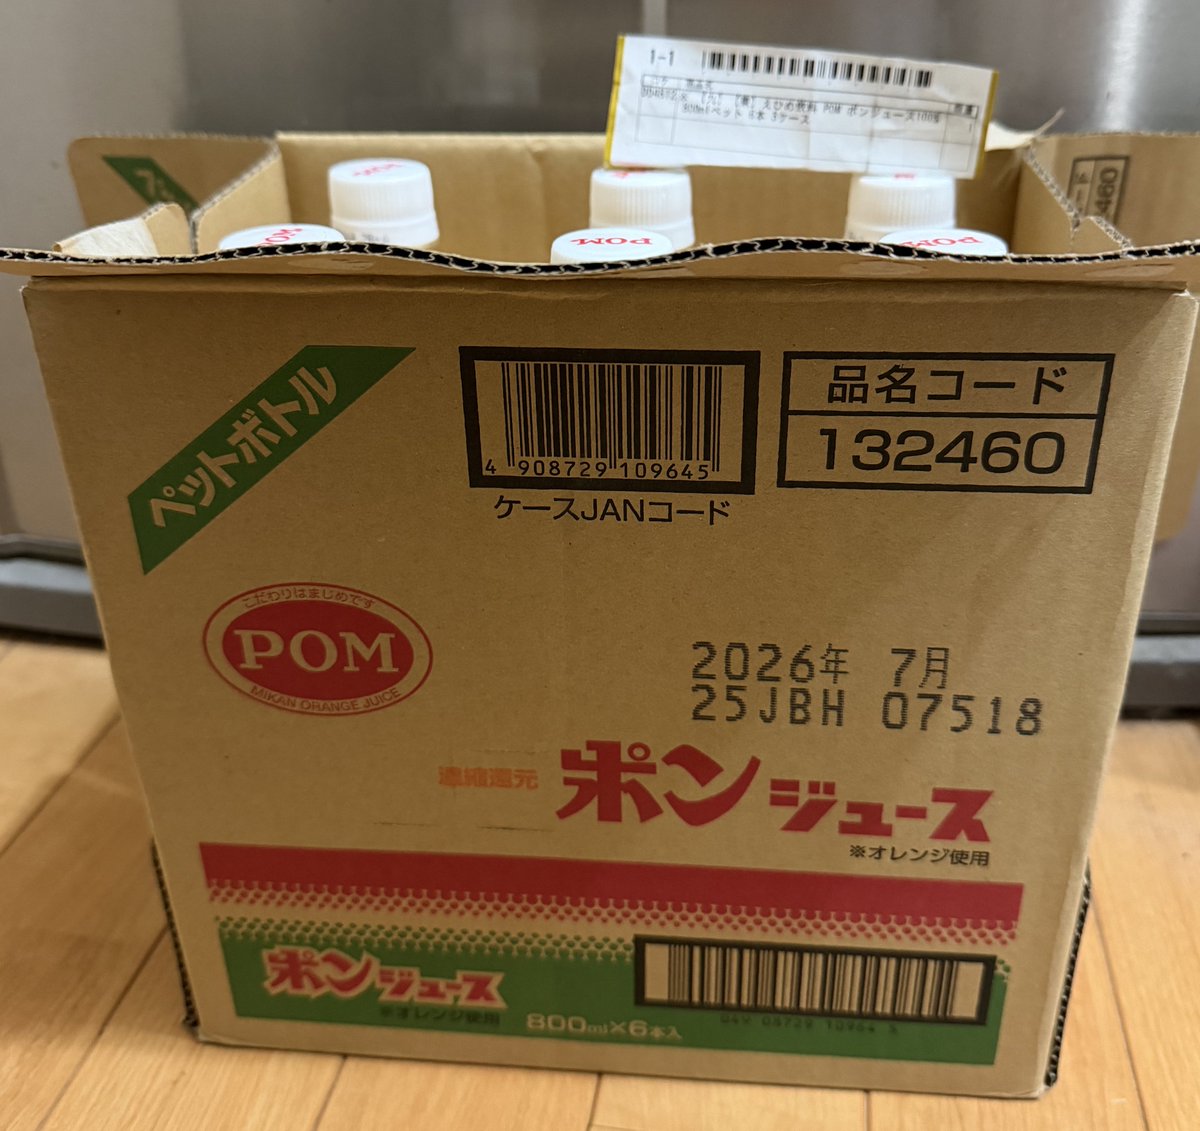 1-1
えひめ飲料 POM ポンジュース100%
800mlペット 6本 3ケース
POM
POM
ペットボトル
4 908729 109645
ケースJANコード
品名コード
132460
こだわりはまじめです
POM
MIKAN ORANGE JUICE
2026年 7月
25JBH 07518
濃縮還元
ポンジュース
※オレンジ使用
ポンジュース
※オレンジ使用
800ml×6本入